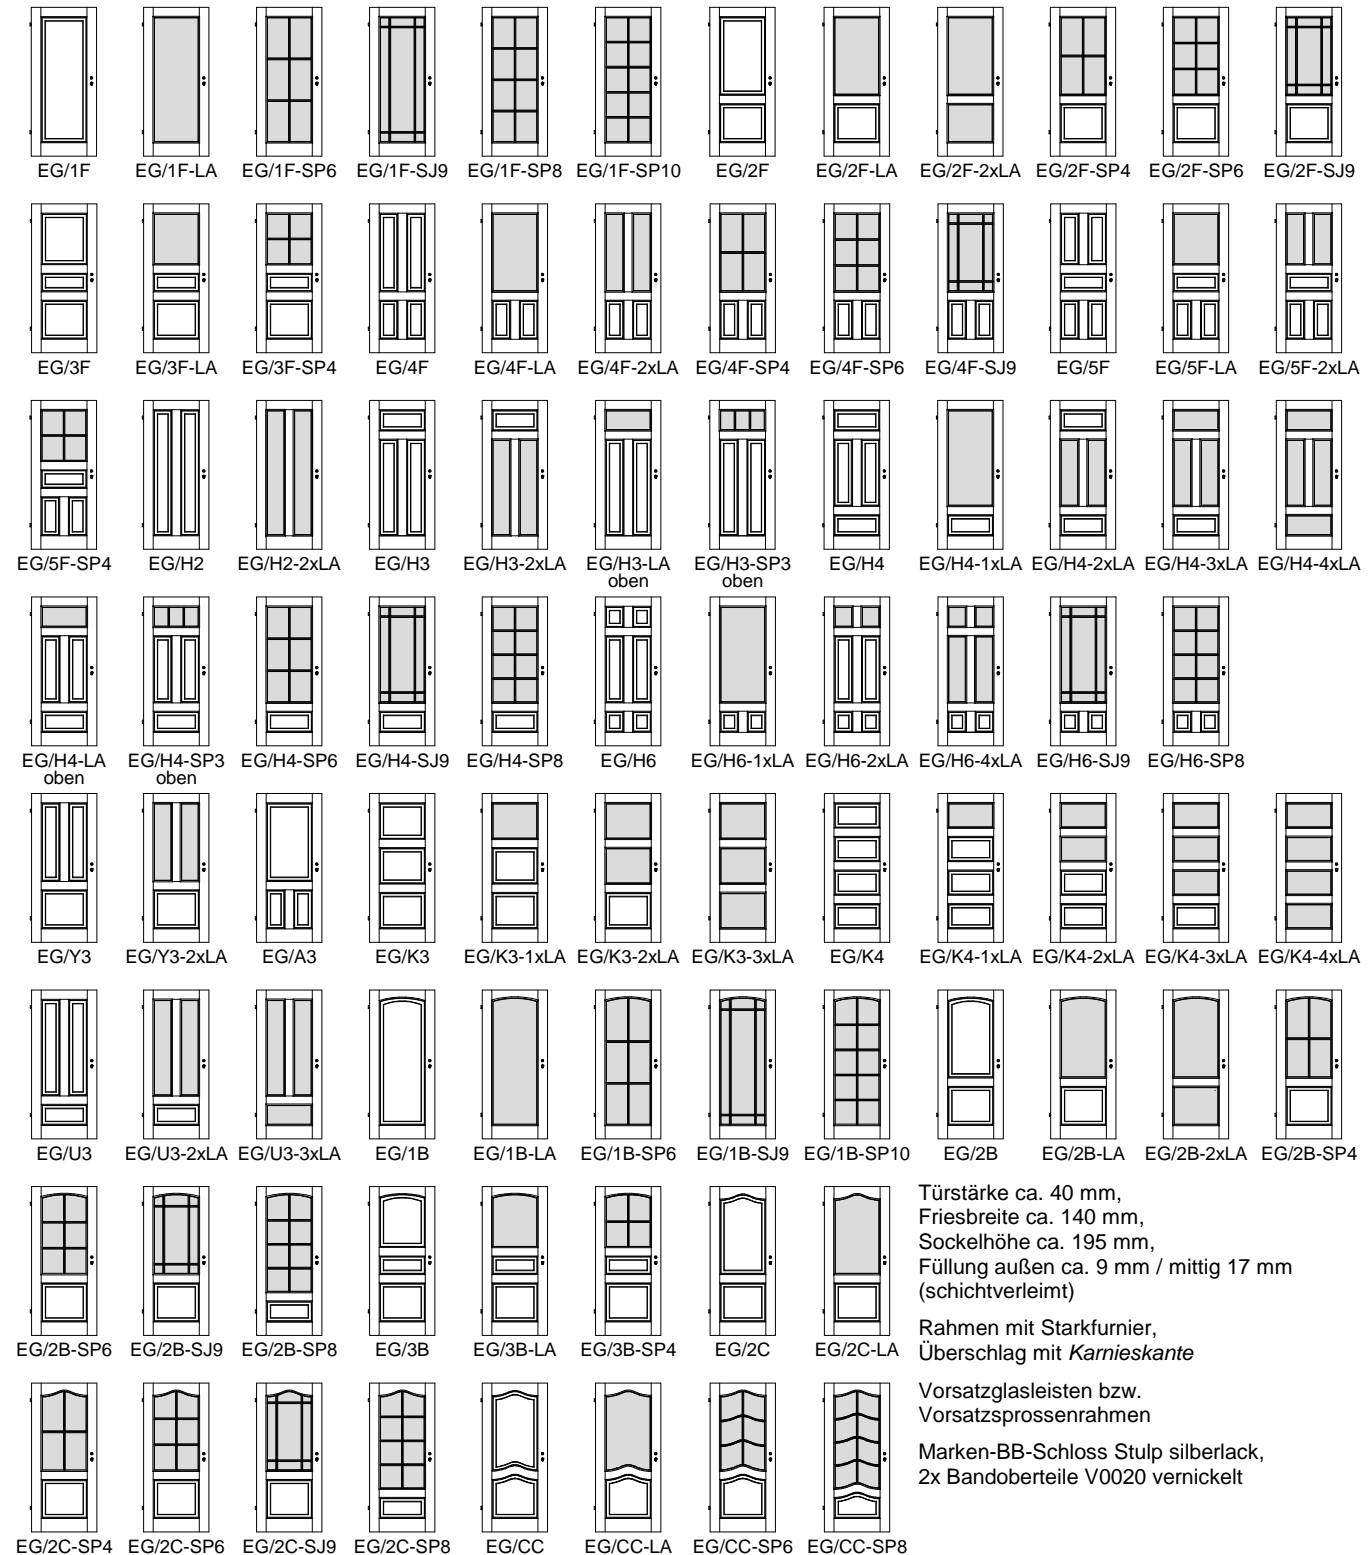 EG/1F EG/1F-LA EG/1F-SP6 EG/1F-SJ9 EG/1F-SP8 EG/1F-SP10 EG/2F EG/2F-LA EG/2F-2xLA EG/2F-SP4 EG/2F-SP6 EG/2F-SJ9
EG/3F EG/3F-LA EG/3F-SP4 EG/4F EG/4F-LA EG/4F-2xLA EG/4F-SP4 EG/4F-SP6 EG/4F-SJ9 EG/5F EG/5F-LA EG/5F-2xLA
EG/5F-SP4 EG/H2 EG/H2-2xLA EG/H3 EG/H3-2xLA EG/H3-LA EG/H3-SP3 EG/H4 EG/H4-1xLA EG/H4-2xLA EG/H4-3xLA EG/H4-4xLA
oben oben
EG/H4-LA EG/H4-SP3 EG/H4-SP6 EG/H4-SJ9 EG/H4-SP8 EG/H6 EG/H6-1xLA EG/H6-2xLA EG/H6-4xLA EG/H6-SJ9 EG/H6-SP8
oben oben
EG/Y3 EG/Y3-2xLA EG/A3 EG/K3 EG/K3-1xLA EG/K3-2xLA EG/K3-3xLA EG/K4 EG/K4-1xLA EG/K4-2xLA EG/K4-3xLA EG/K4-4xLA
EG/U3 EG/U3-2xLA EG/U3-3xLA EG/1B EG/1B-LA EG/1B-SP6 EG/1B-SJ9 EG/1B-SP10 EG/2B EG/2B-LA EG/2B-2xLA EG/2B-SP4
EG/2B-SP6 EG/2B-SJ9 EG/2B-SP8 EG/3B EG/3B-LA EG/3B-SP4 EG/2C EG/2C-LA
EG/2C-SP4 EG/2C-SP6 EG/2C-SJ9 EG/2C-SP8 EG/CC EG/CC-LA EG/CC-SP6 EG/CC-SP8
Türstärke ca. 40 mm,
Friesbreite ca. 140 mm,
Sockelhöhe ca. 195 mm,
Füllung außen ca. 9 mm / mittig 17 mm
(schichtverleimt)
Rahmen mit Starkfurnier,
Überschlag mit Karnieskante
Vorsatzglasleisten bzw.
Vorsatzsprossenrahmen
Marken-BB-Schloss Stulp silberlack,
2x Bandoberteile V0020 vernickelt